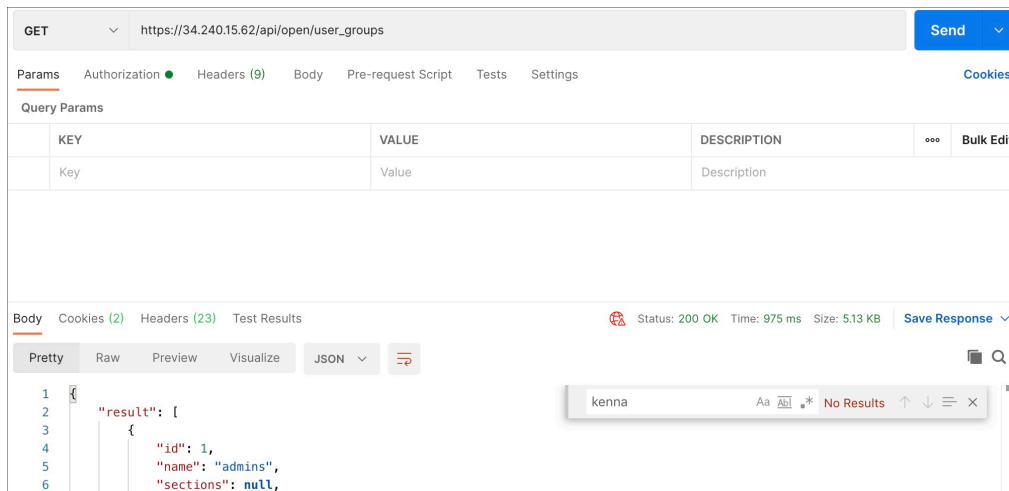 GET https://34.240.15.62/api/open/user_groups Send
Params Authorization Headers (9) Body Pre-request Script Tests Settings Cookies
Query Params
KEY VALUE DESCRIPTION ooo Bulk Edi
Key Value Description
Body Cookies (2) Headers (23) Test Results Status: 200 OK Time: 975 ms Size: 5.13 KB Save Response
Pretty Raw Preview Visualize JSON
kenna Aa Abl .* No Results
1 {
2 "result": [
3 {
4 "id": 1,
5 "name": "admins",
6 "sections": null,